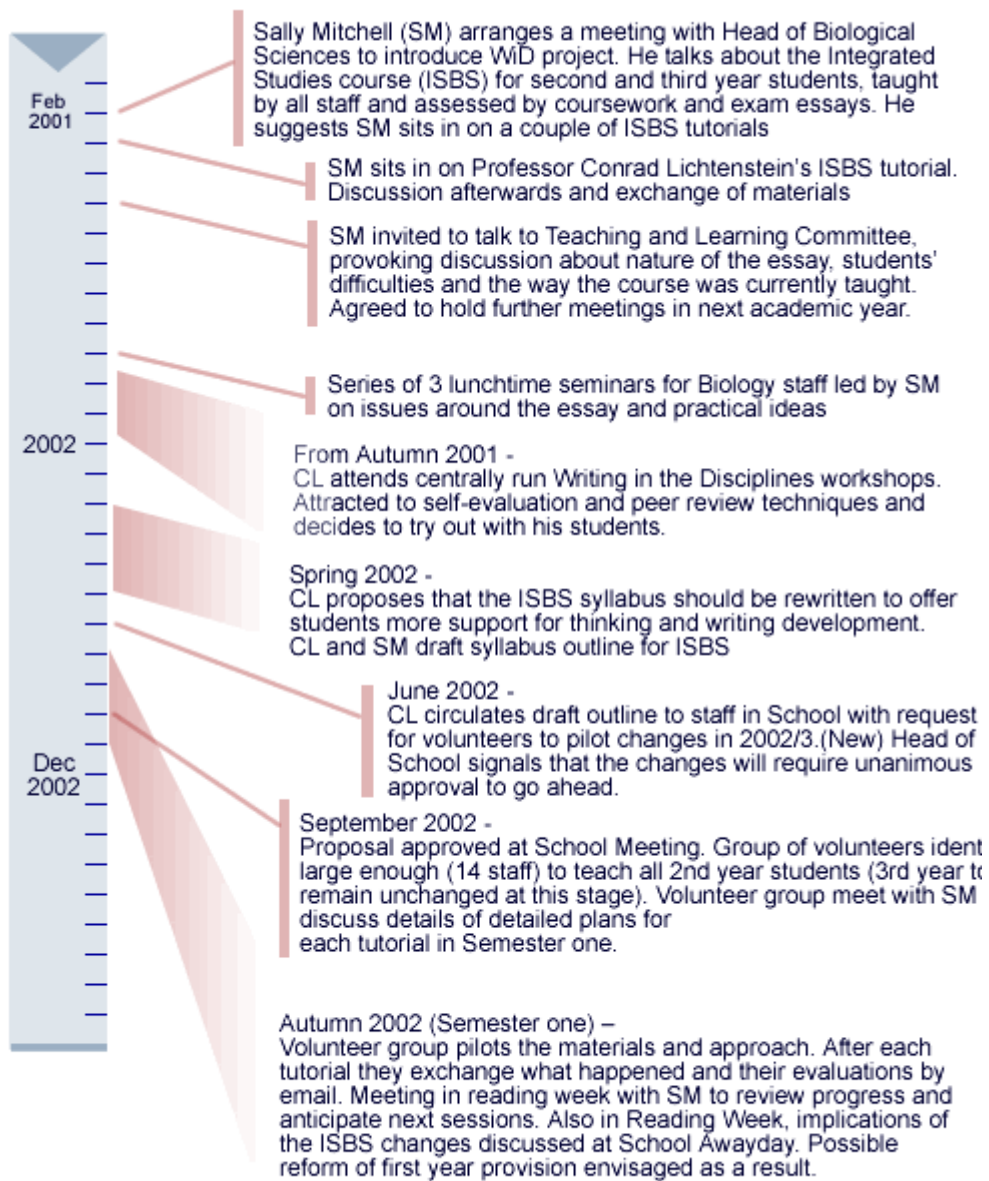 Sally Mitchell (SM) arranges a meeting with Head of Biological
Sciences to introduce WiD project. He talks about the Integrated
Studies course (ISBS) for second and third year students, taught
by all staff and assessed by coursework and exam essays. He
suggests SM sits in on a couple of ISBS tutorials
Feb
2001
SM sits in on Professor Conrad Lichtenstein's ISBS tutorial.
Discussion afterwards and exchange of materials
SM invited to talk to Teaching and Learning Committee,
provoking discussion about nature of the essay, students'
difficulties and the way the course was currently taught.
Agreed to hold further meetings in next academic year.
Series of 3 lunchtime seminars for Biology staff led by SM
on issues around the essay and practical ideas
2002
From Autumn 2001 -
CL attends centrally run Writing in the Disciplines workshops.
Attracted to self-evaluation and peer review techniques and
decides to try out with his students.
Spring 2002 -
CL proposes that the ISBS syllabus should be rewritten to offer
students more support for thinking and writing development.
CL and SM draft syllabus outline for ISBS
June 2002 -
CL circulates draft outline to staff in School with request
for volunteers to pilot changes in 2002/3.(New) Head of
School signals that the changes will require unanimous
approval to go ahead.
Dec
2002
September 2002 -
Proposal approved at School Meeting. Group of volunteers ident
large enough (14 staff) to teach all 2nd year students (3rd year to
remain unchanged at this stage). Volunteer group meet with SM
discuss details of detailed plans for
each tutorial in Semester one.
Autumn 2002 (Semester one) –
Volunteer group pilots the materials and approach. After each
tutorial they exchange what happened and their evaluations by
email. Meeting in reading week with SM to review progress and
anticipate next sessions. Also in Reading Week, implications of
the ISBS changes discussed at School Awayday. Possible
reform of first year provision envisaged as a result.